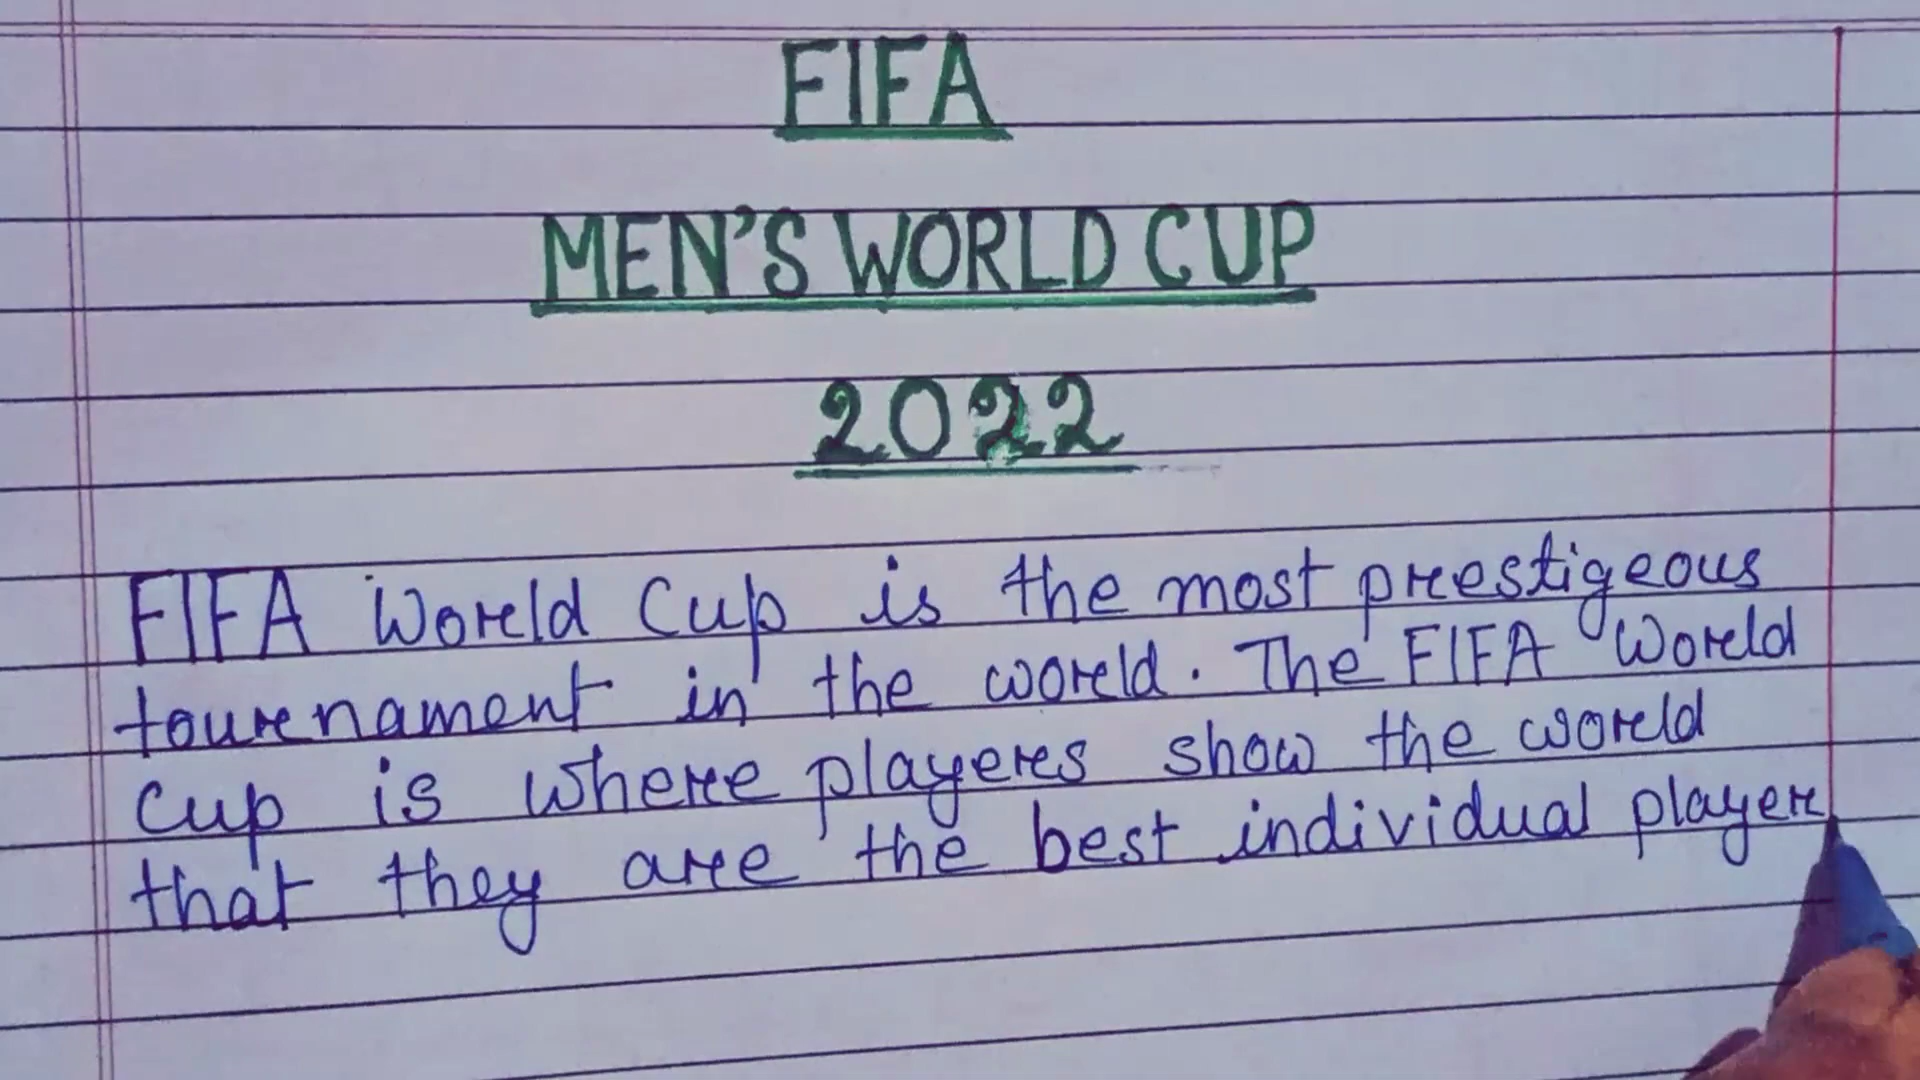 FIFA
MEN'S WORLD CUP
2022
FIFA World Cup is the most prestigeous
tournament in the world. The FIFA World
Cup is where players show the world
that they are the best individual player